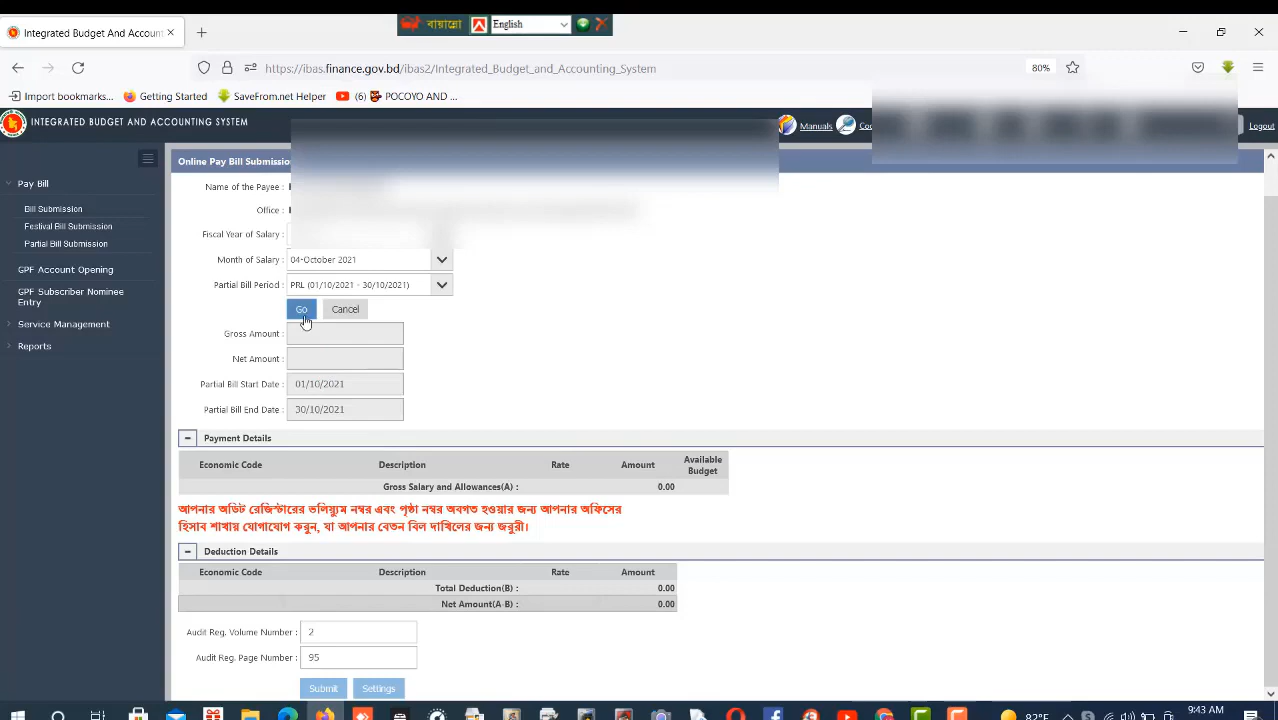 বায়ান্নো English
Integrated Budget And Accoun
https://ibas.finance.gov.bd/ibas2/Integrated_Budget_and_Accounting_System 80%
Import bookmarks... Getting Started SaveFrom.net Helper (6) POCOYO AND ...
INTEGRATED BUDGET AND ACCOUNTING SYSTEM Manuals Logout
Online Pay Bill Submissio
Pay Bill
Bill Submission
Festival Bill Submission
Partial Bill Submission
GPF Account Opening
GPF Subscriber Nominee
Entry
Service Management
Reports
Name of the Payee :
Office :
Fiscal Year of Salary :
Month of Salary : 04-October 2021
Partial Bill Period : PRL (01/10/2021 - 30/10/2021)
Go Cancel
Gross Amount :
Net Amount :
Partial Bill Start Date : 01/10/2021
Partial Bill End Date : 30/10/2021
Payment Details
Economic Code Description Rate Amount Available Budget
Gross Salary and Allowances(A) : 0.00
আপনার অডিট রেজিস্টারের ভলিয়্যুম নম্বর এবং পৃষ্ঠা নম্বর অবগত হওয়ার জন্য আপনার অফিসের
হিসাব শাখায় যোগাযোগ করুন, যা আপনার বেতন বিল দাখিলের জন্য জরুরী।
Deduction Details
Economic Code Description Rate Amount
Total Deduction(B) : 0.00
Net Amount(A-B) : 0.00
Audit Reg. Volume Number : 2
Audit Reg. Page Number : 95
Submit Settings
82°F 9:43 AM